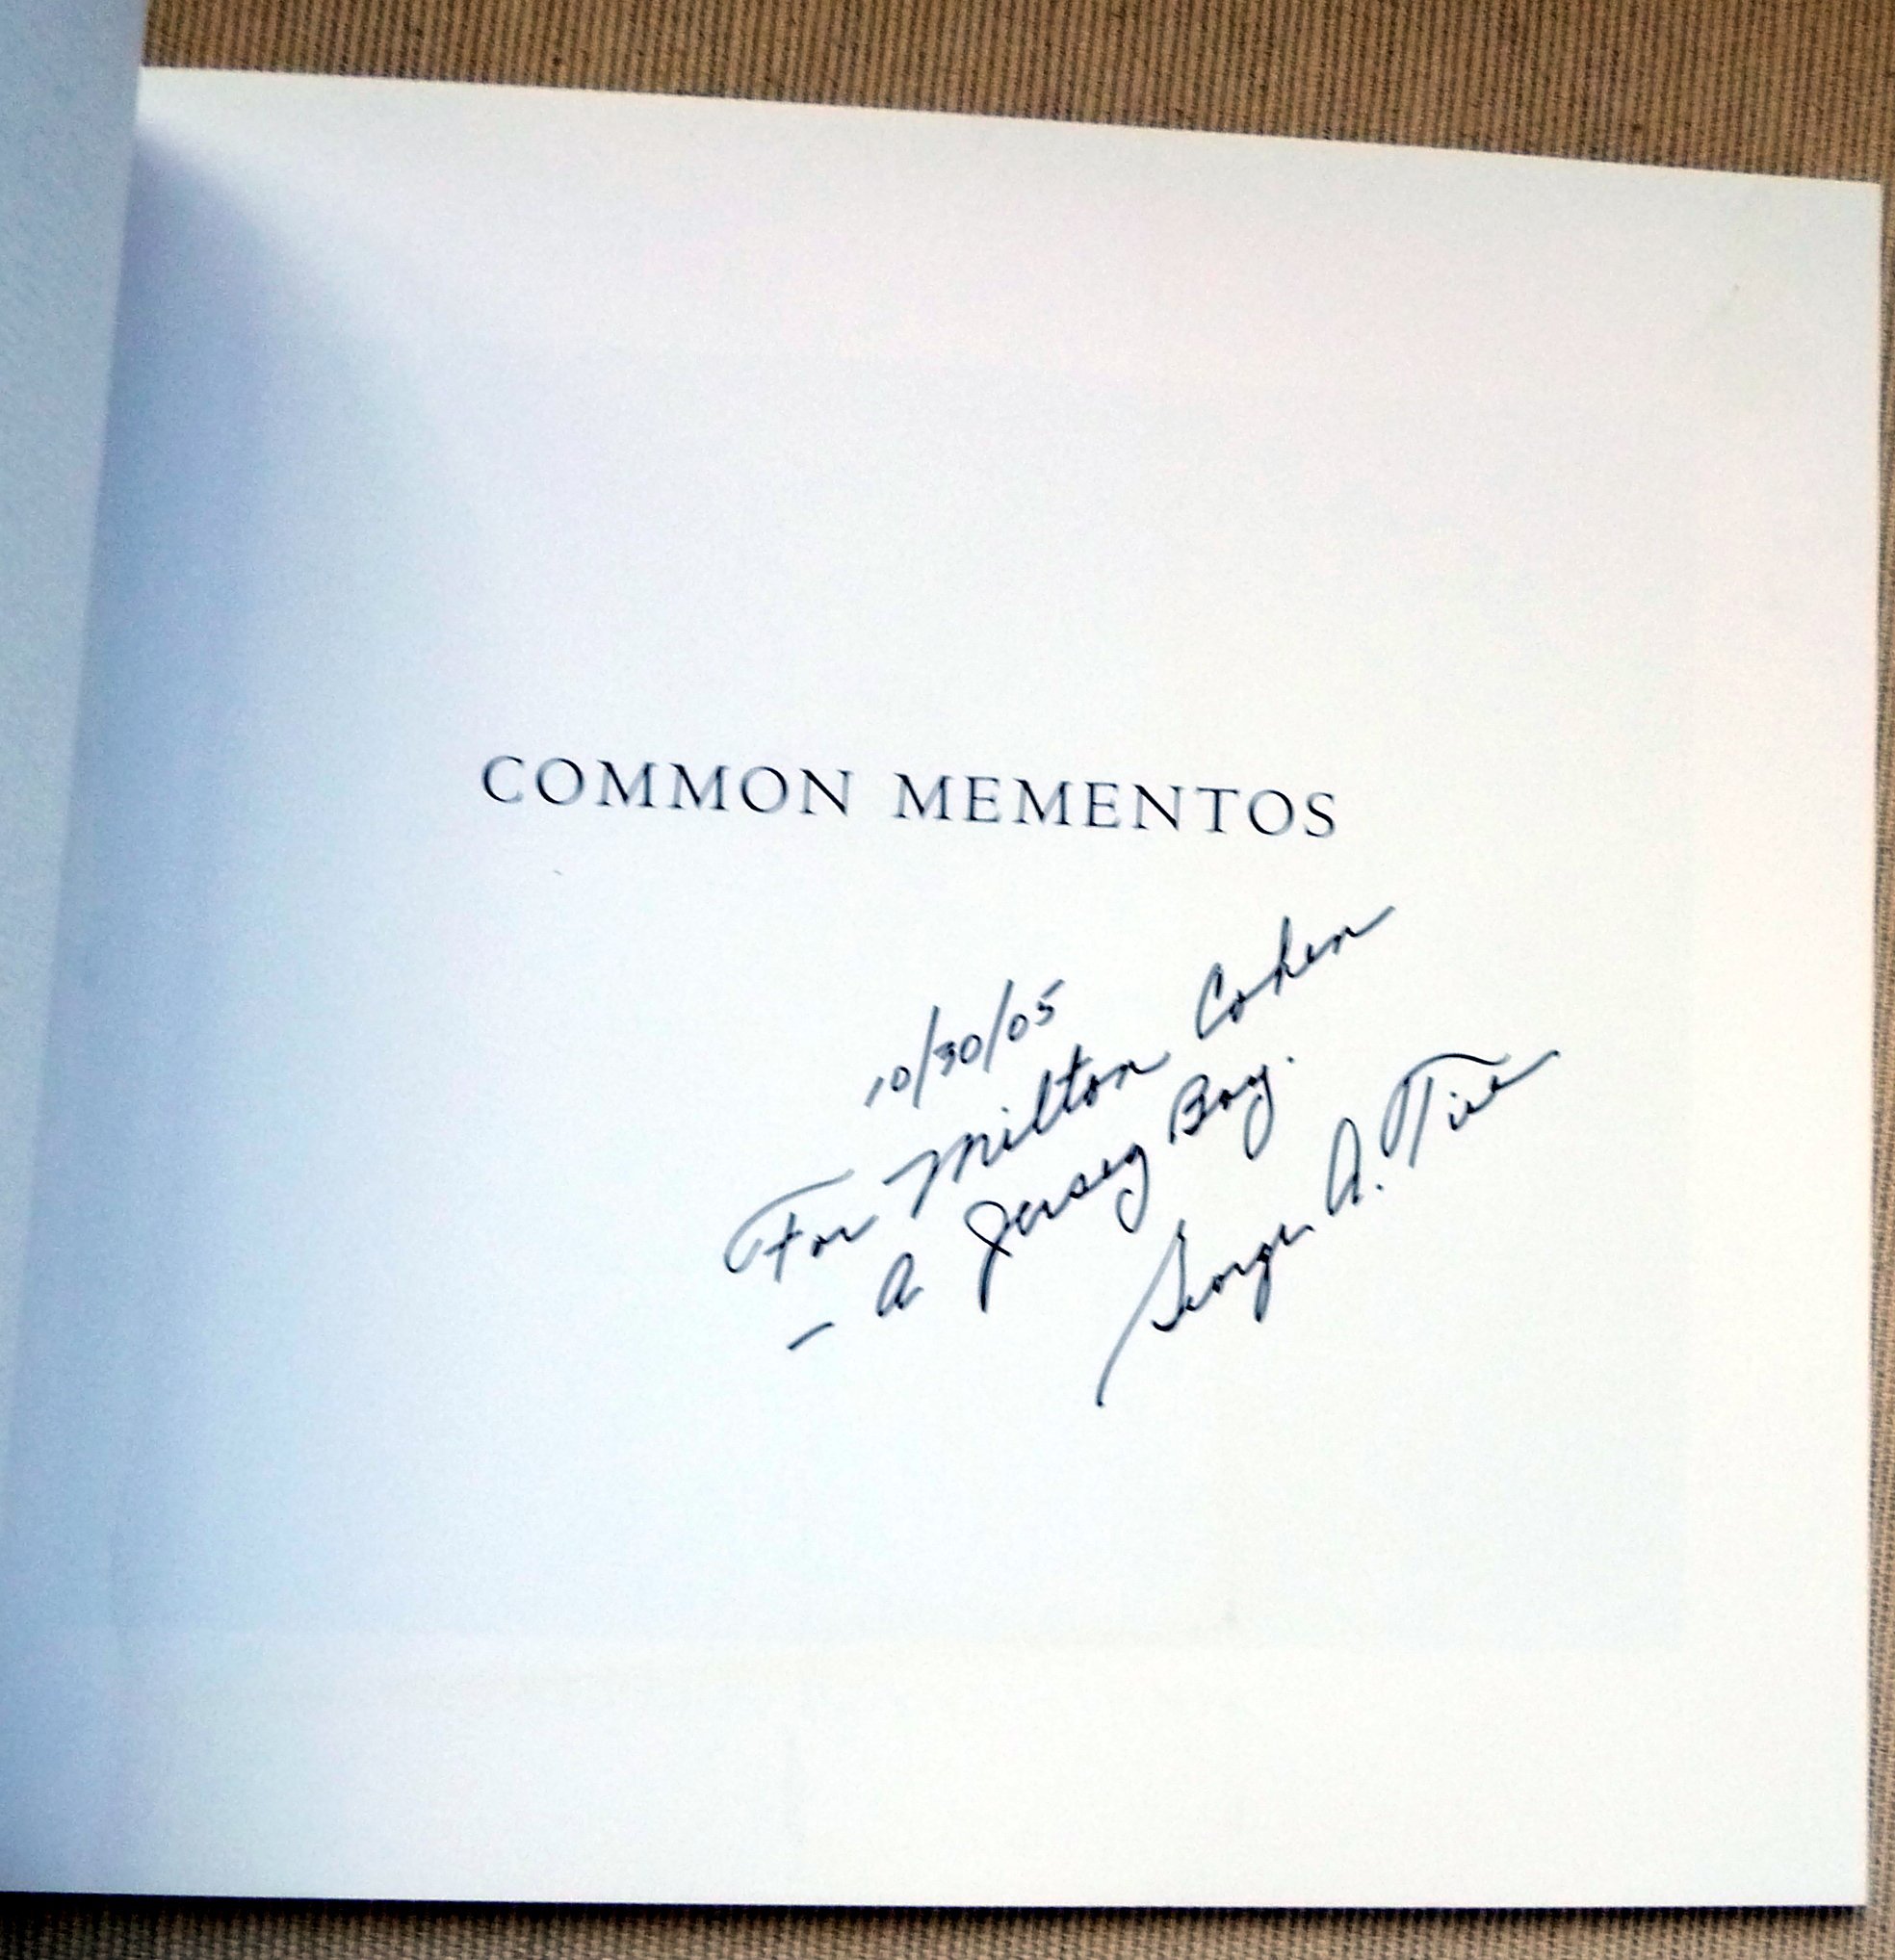 COMMON MEMENTOS
10/30/05
For Milton Cohen
– A Jersey Boy.
George A. Tice